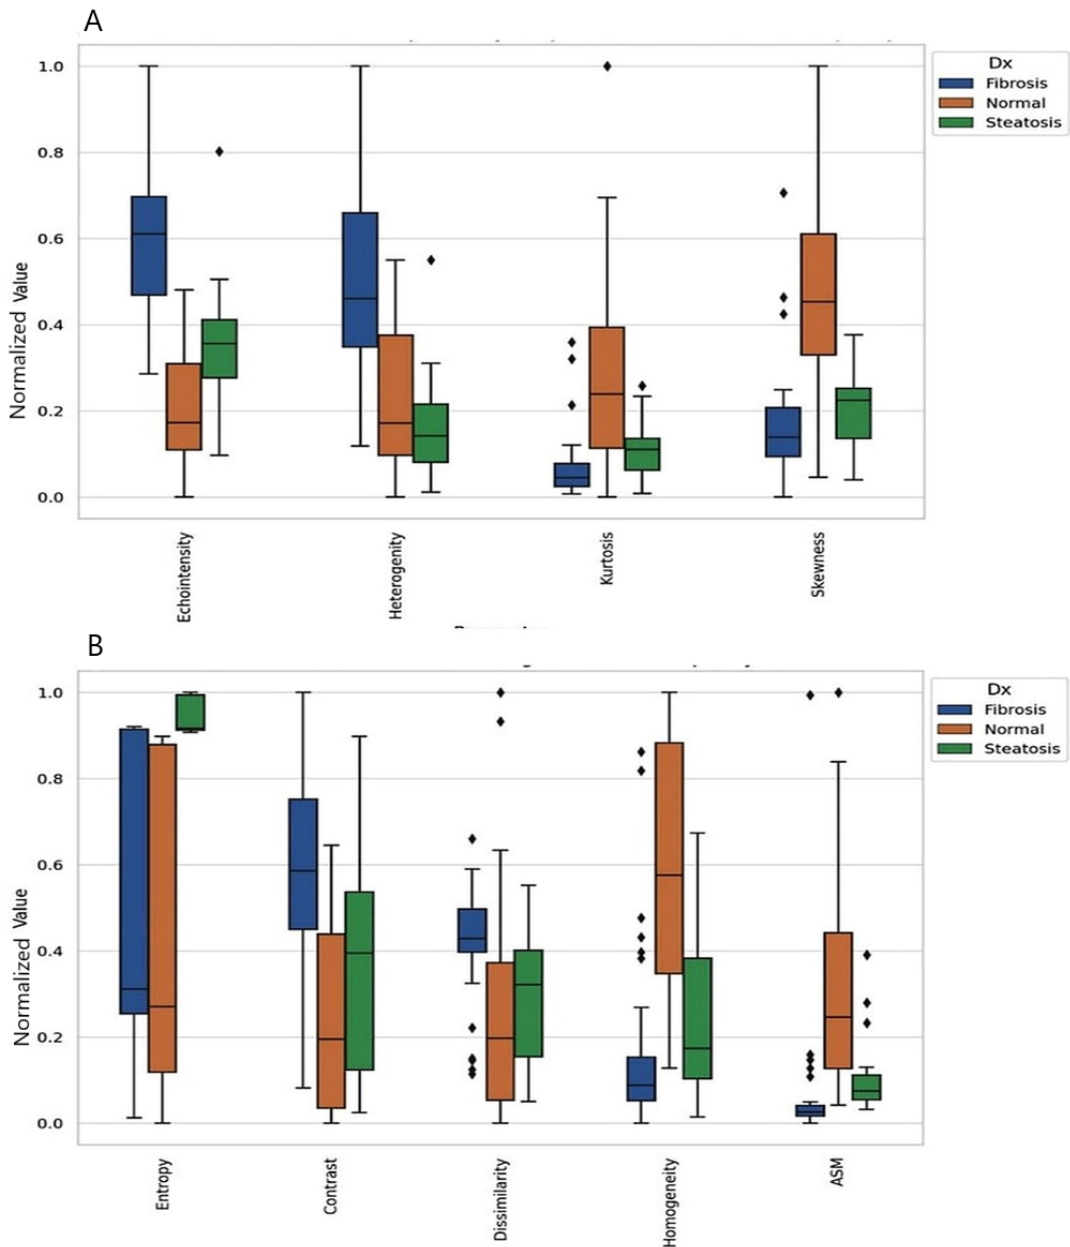 A
Dx
Fibrosis
Normal
Steatosis
1.0
0.8
0.6
0.4
0.2
0.0
Normalized Value
Echointensity
Heterogenity
Kurtosis
Skewness
B
Dx
Fibrosis
Normal
Steatosis
1.0
0.8
0.6
0.4
0.2
0.0
Normalized Value
Entropy
Contrast
Dissimilarity
Homogeneity
ASM